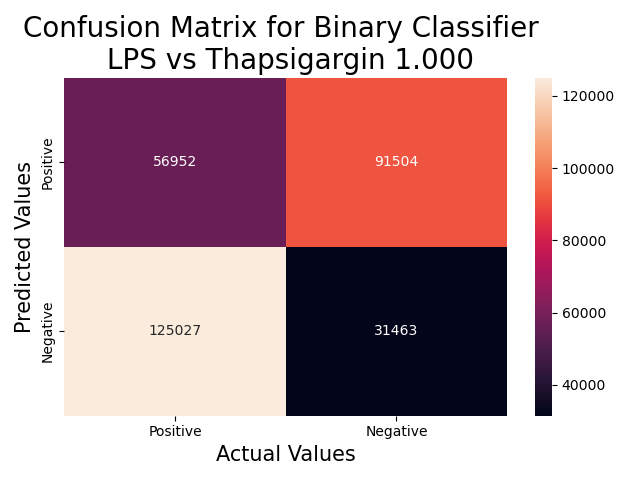 Confusion Matrix for Binary Classifier
LPS vs Thapsigargin 1.000
Predicted Values
Positive
Negative
56952
91504
125027
31463
Positive
Negative
Actual Values
120000
100000
80000
60000
40000